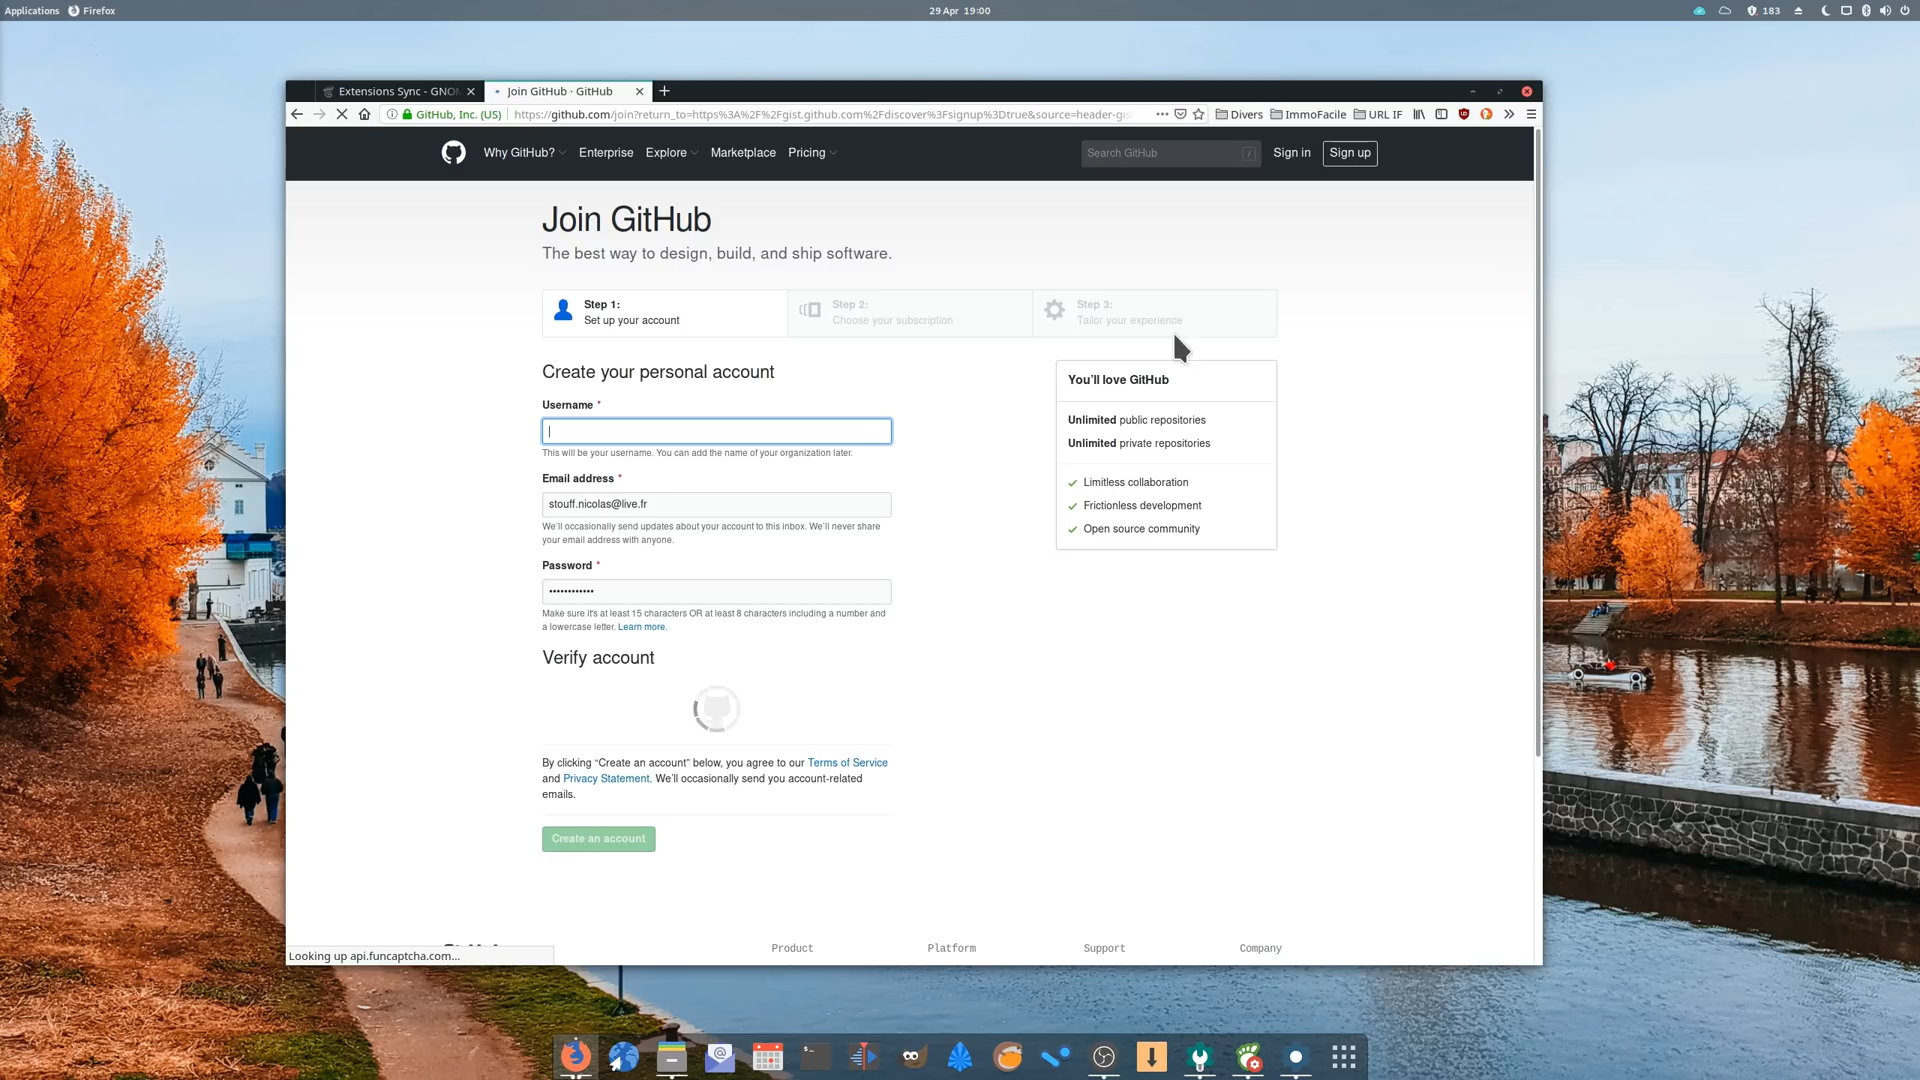 Applications Firefox 29 Apr 19:00 183
Extensions Sync - GNO Join GitHub · GitHub
GitHub, Inc. (US) https://github.com/join?return_to=https%3A%2F%2Fgist.github.com%2Fdiscover%3Fsignup%3Dtrue&source=header-gi Divers ImmoFacile URL IF
Why GitHub? Enterprise Explore Marketplace Pricing Search GitHub / Sign in Sign up
Join GitHub
The best way to design, build, and ship software.
Step 1:
Set up your account
Step 2:
Choose your subscription
Step 3:
Tailor your experience
Create your personal account
Username *
This will be your username. You can add the name of your organization later.
Email address *
stouff.nicolas@live.fr
We'll occasionally send updates about your account to this inbox. We'll never share
your email address with anyone.
Password *
••••••••••••
Make sure it's at least 15 characters OR at least 8 characters including a number and
a lowercase letter. Learn more.
Verify account
By clicking “Create an account” below, you agree to our Terms of Service
and Privacy Statement. We'll occasionally send you account-related
emails.
Create an account
You'll love GitHub
Unlimited public repositories
Unlimited private repositories
Limitless collaboration
Frictionless development
Open source community
Product Platform Support Company
Looking up api.funcaptcha.com...